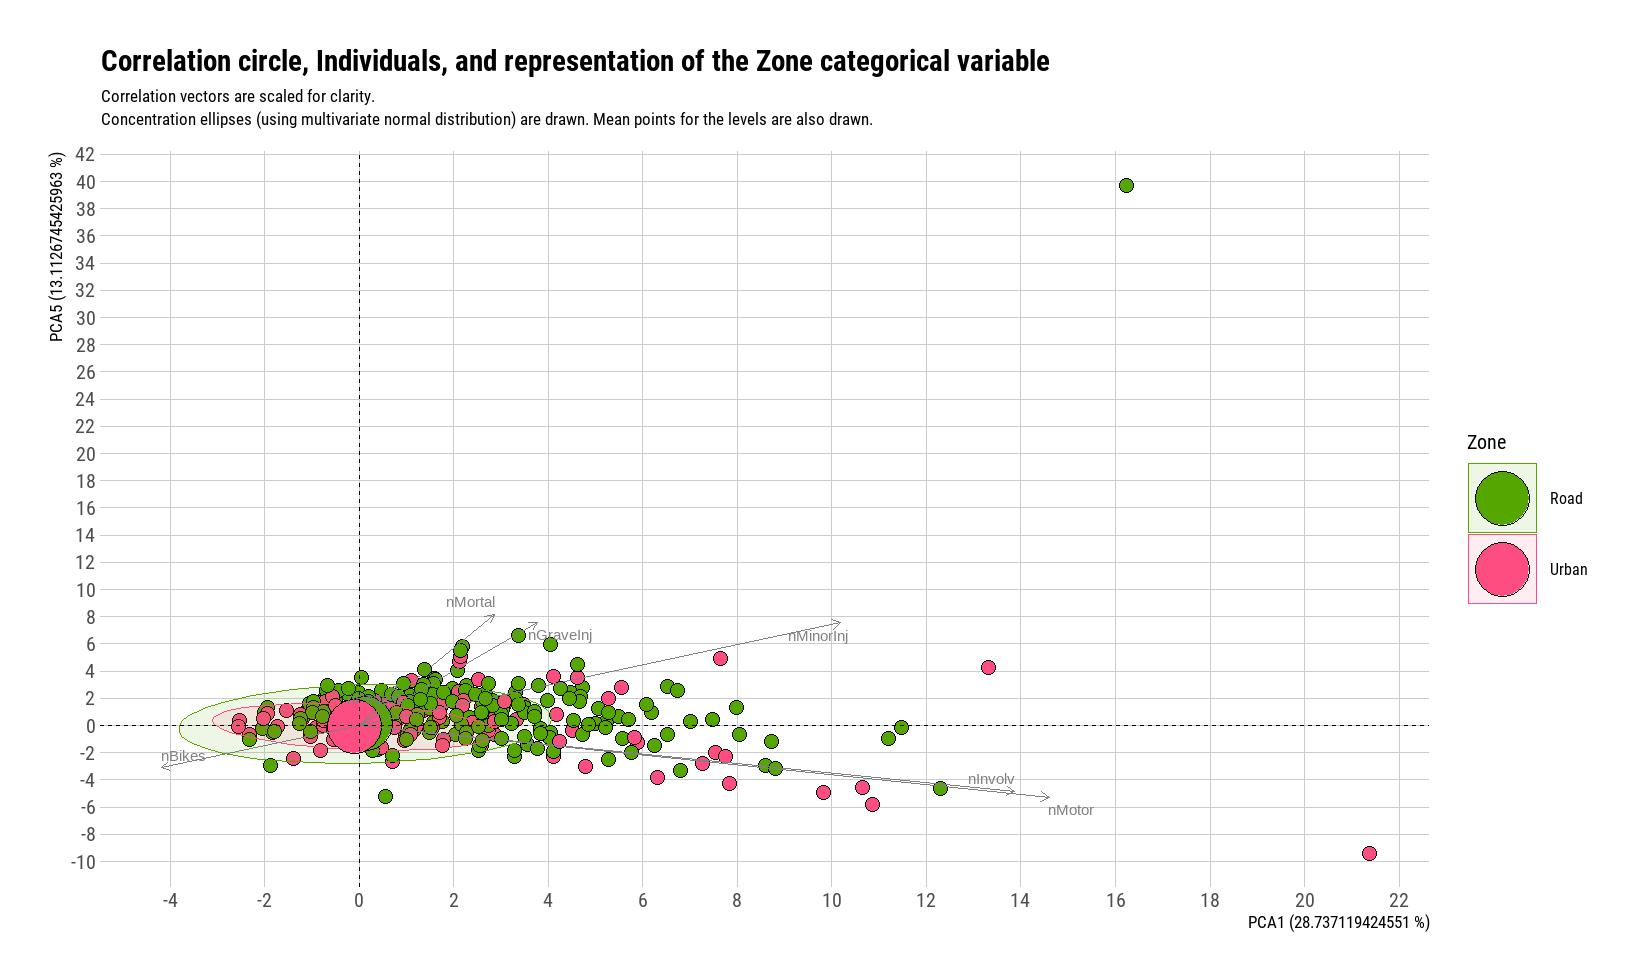 Correlation circle, Individuals, and representation of the Zone categorical variable
Correlation vectors are scaled for clarity.
Concentration ellipses (using multivariate normal distribution) are drawn. Mean points for the levels are also drawn.
PCA5 (13.1126745425963 %)
42
40
38
36
34
32
30
28
26
24
22
20
18
16
14
12
10
8
6
4
2
0
-2
-4
-6
-8
-10
nMortal
nGraveInj
nMinorInj
nBikes
nInvolv
nMotor
-4 -2 0 2 4 6 8 10 12 14 16 18 20 22
PCA1 (28.737119424551 %)
Zone
Road
Urban